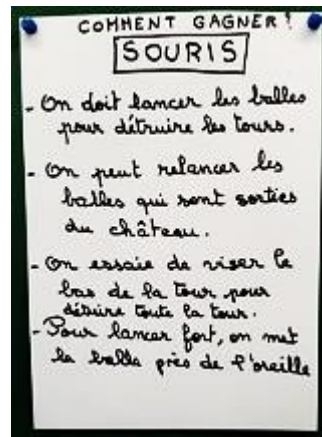 COMMENT GAGNER!
SOURIS
- On doit lancer les balles
pour détruire les tours.
- On peut relancer les
balles qui sont sorties
du château.
- On essaie de viser le
bas de la tour pour
détruire toute la tour.
- Pour lancer fort, on met
la balle près de l'oreille